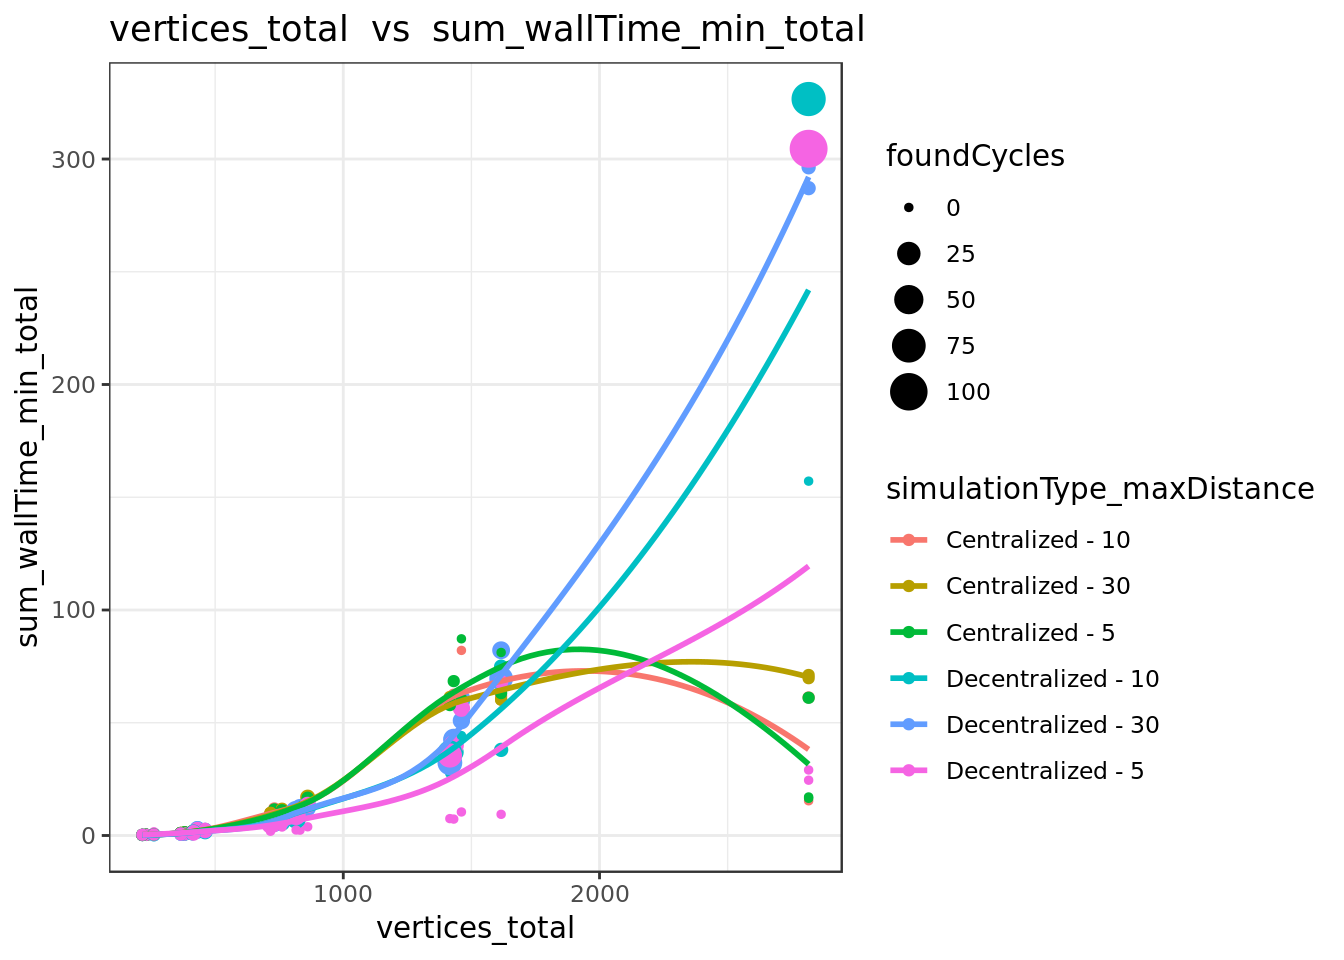 vertices_total vs sum_wallTime_min_total
sum_wallTime_min_total
300
200
100
0
1000
2000
vertices_total
foundCycles
0
25
50
75
100
simulationType_maxDistance
Centralized - 10
Centralized - 30
Centralized - 5
Decentralized - 10
Decentralized - 30
Decentralized - 5